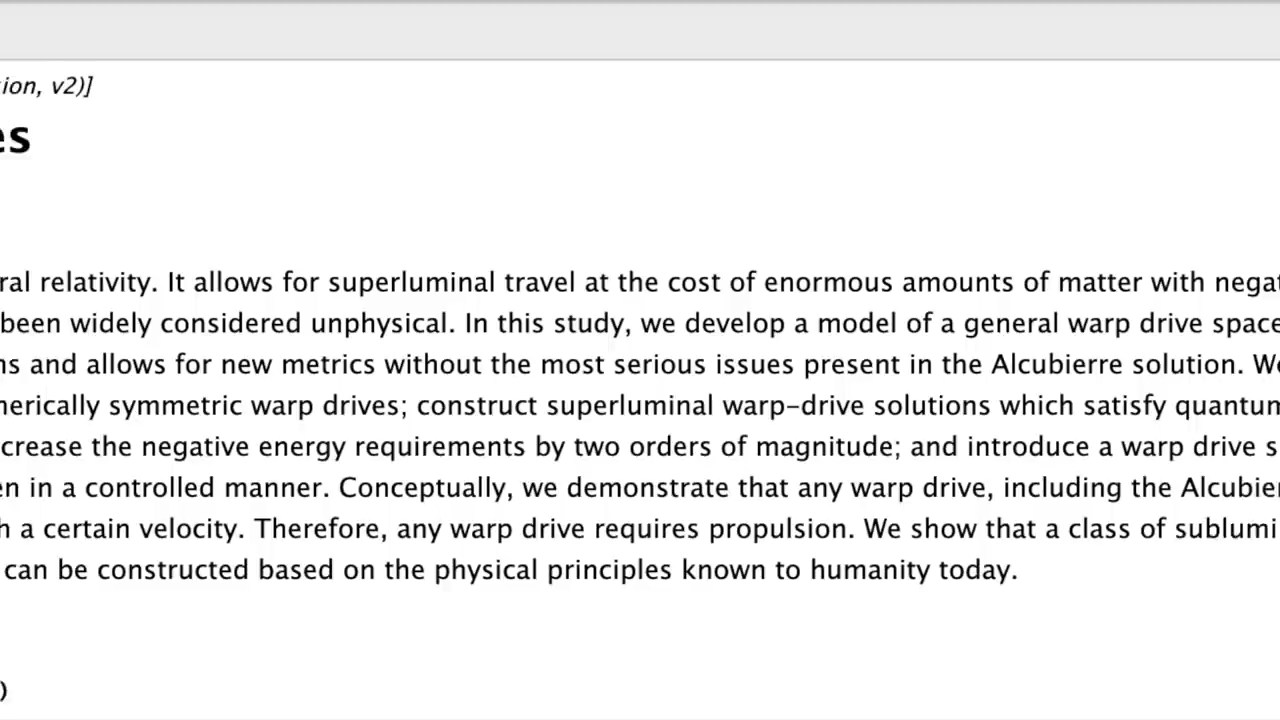 ion, v2)]
es
ral relativity. It allows for superluminal travel at the cost of enormous amounts of matter with negat
been widely considered unphysical. In this study, we develop a model of a general warp drive space
ns and allows for new metrics without the most serious issues present in the Alcubierre solution. We
herically symmetric warp drives; construct superluminal warp-drive solutions which satisfy quantum
crease the negative energy requirements by two orders of magnitude; and introduce a warp drive s
en in a controlled manner. Conceptually, we demonstrate that any warp drive, including the Alcubier
h a certain velocity. Therefore, any warp drive requires propulsion. We show that a class of sublumi
can be constructed based on the physical principles known to humanity today.
)